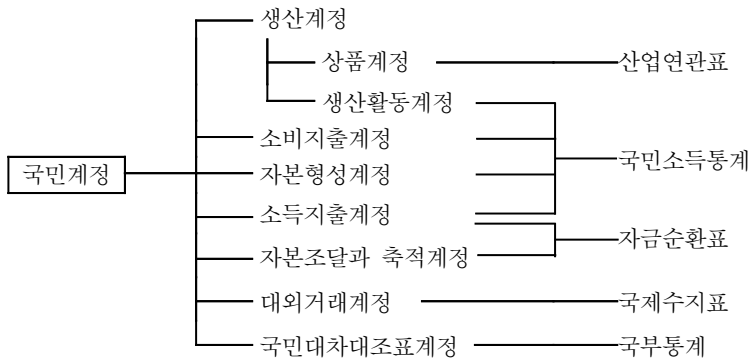 생산계정
상품계정 산업연관표
생산활동계정
소비지출계정
국민소득통계
국민계정 자본형성계정
소득지출계정
자금순환표
자본조달과 축적계정
대외거래계정 국제수지표
국민대차대조표계정 국부통계